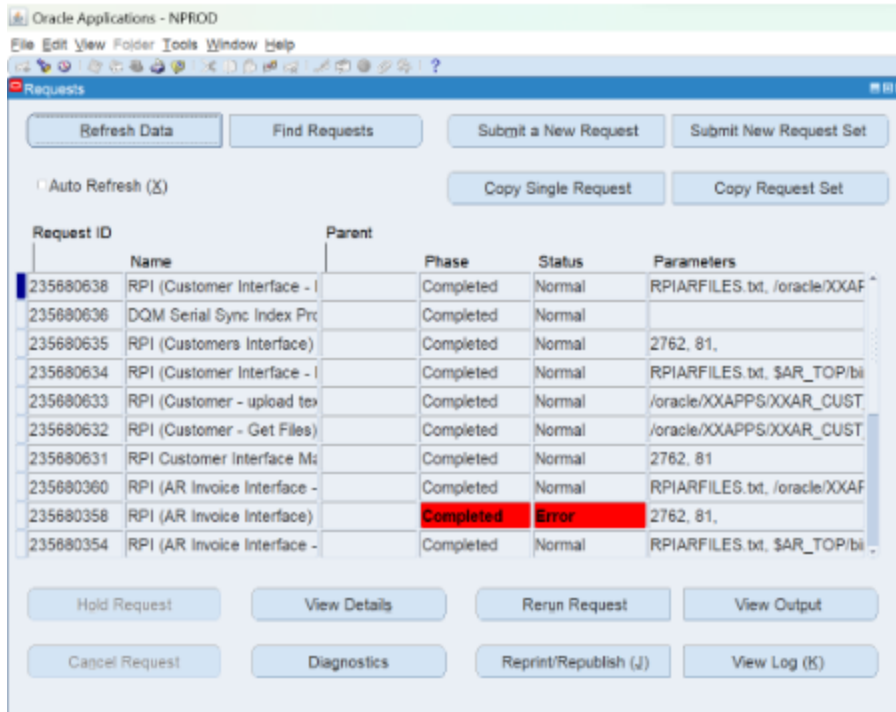 Oracle Applications - NPROD
File Edit View Folder Tools Window Help
Requests
Refresh Data Find Requests Submit a New Request Submit New Request Set
Auto Refresh (X) Copy Single Request Copy Request Set
Request ID Parent
Name Phase Status Parameters
235680638 RPI (Customer Interface - Completed Normal RPIARFILES.txt, /oracle/XXAP
235680636 DQM Serial Sync Index Pro Completed Normal
235680635 RPI (Customers Interface) Completed Normal 2762, 81,
235680634 RPI (Customer Interface - Completed Normal RPIARFILES.txt, $AR_TOP/bi
235680633 RPI (Customer - upload tex Completed Normal /oracle/XXAPPS/XXAR_CUST_
235680632 RPI (Customer - Get Files) Completed Normal /oracle/XXAPPS/XXAR_CUST_
235680631 RPI Customer Interface Ma Completed Normal 2762, 81
235680360 RPI (AR Invoice Interface - Completed Normal RPIARFILES.txt, /oracle/XXAP
235680358 RPI (AR Invoice Interface) Completed Error 2762, 81,
235680354 RPI (AR Invoice Interface - Completed Normal RPIARFILES.txt, $AR_TOP/bi
Hold Request View Details Rerun Request View Output
Cancel Request Diagnostics Reprint/Republish (J) View Log (K)